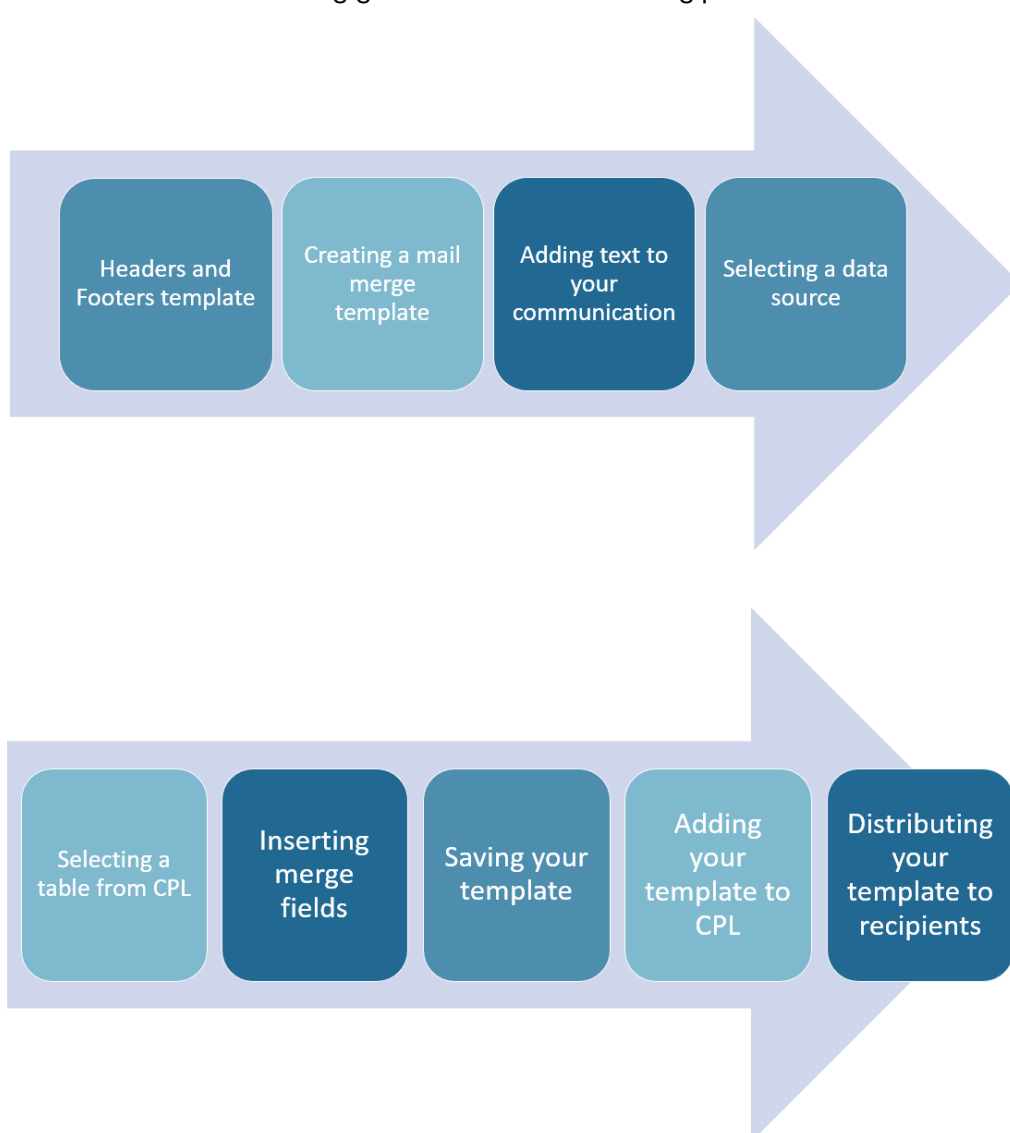 Headers and
Footers template
Creating a mail
merge
template
Adding text to
your
communication
Selecting a data
source
Selecting a
table from CPL
Inserting
merge
fields
Saving your
template
Adding
your
template to
CPL
Distributing
your
template to
recipients